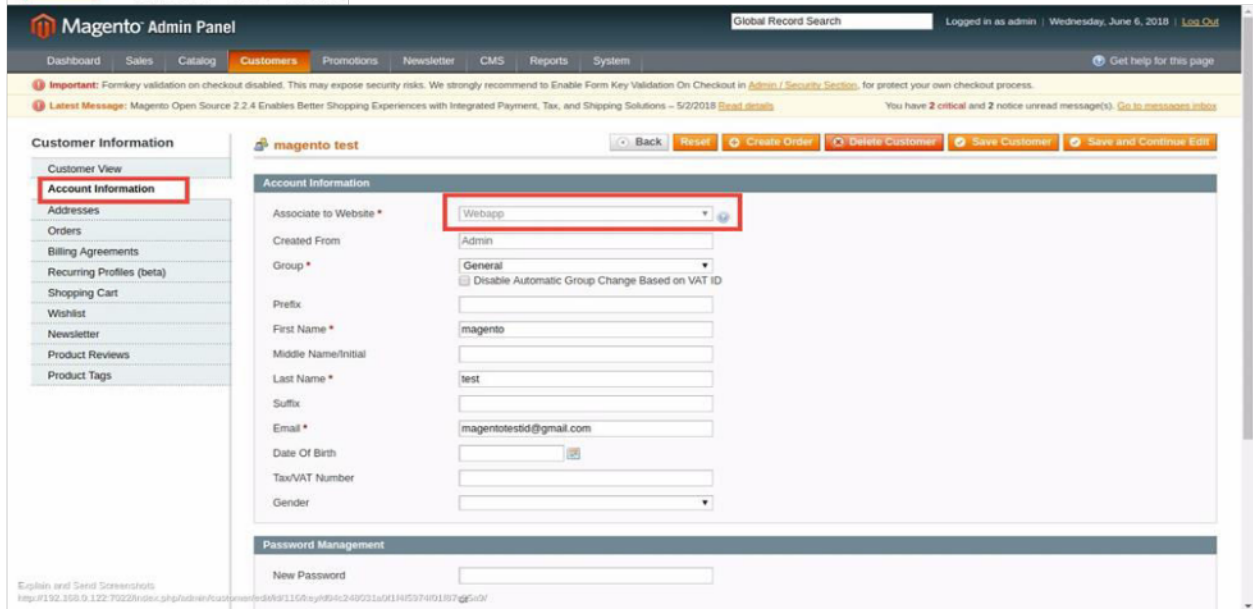 Magento Admin Panel
Global Record Search
Logged in as admin | Wednesday, June 6, 2018 | Log Out
Dashboard Sales Catalog Customers Promotions Newsletter CMS Reports System
Get help for this page
Important: Formkey validation on checkout disabled. This may expose security risks. We strongly recommend to Enable Form Key Validation On Checkout in Admin / Security Section, for protect your own checkout process.
Latest Message: Magento Open Source 2.2.4 Enables Better Shopping Experiences with Integrated Payment, Tax, and Shipping Solutions – 5/2/2018 Read details
You have 2 critical and 2 notice unread message(s). Go to messages inbox
Customer Information
Customer View
Account Information
Addresses
Orders
Billing Agreements
Recurring Profiles (beta)
Shopping Cart
Wishlist
Newsletter
Product Reviews
Product Tags
magento test
Back Reset Create Order Delete Customer Save Customer Save and Continue Edit
Account Information
Associate to Website * Webapp
Created From Admin
Group * General
Disable Automatic Group Change Based on VAT ID
Prefix
First Name * magento
Middle Name/Initial
Last Name * test
Suffix
Email * magentotestid@gmail.com
Date Of Birth
Tax/VAT Number
Gender
Password Management
New Password
Explain and Send Screenshots